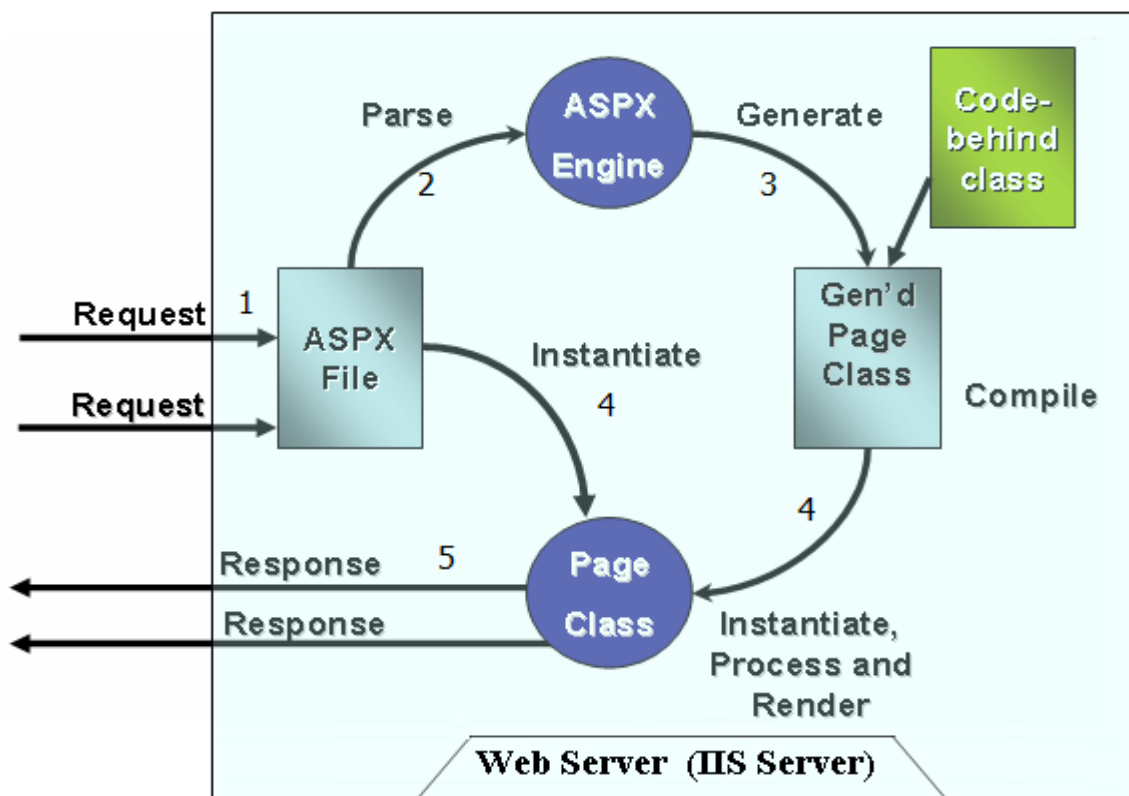 Parse
2
ASPX
Engine
Generate
3
Code-
behind
class
Request
1
Request
ASPX
File
Instantiate
4
Gen'd
Page
Class
Compile
4
Response
5
Response
Page
Class
Instantiate,
Process and
Render
Web Server (IIS Server)